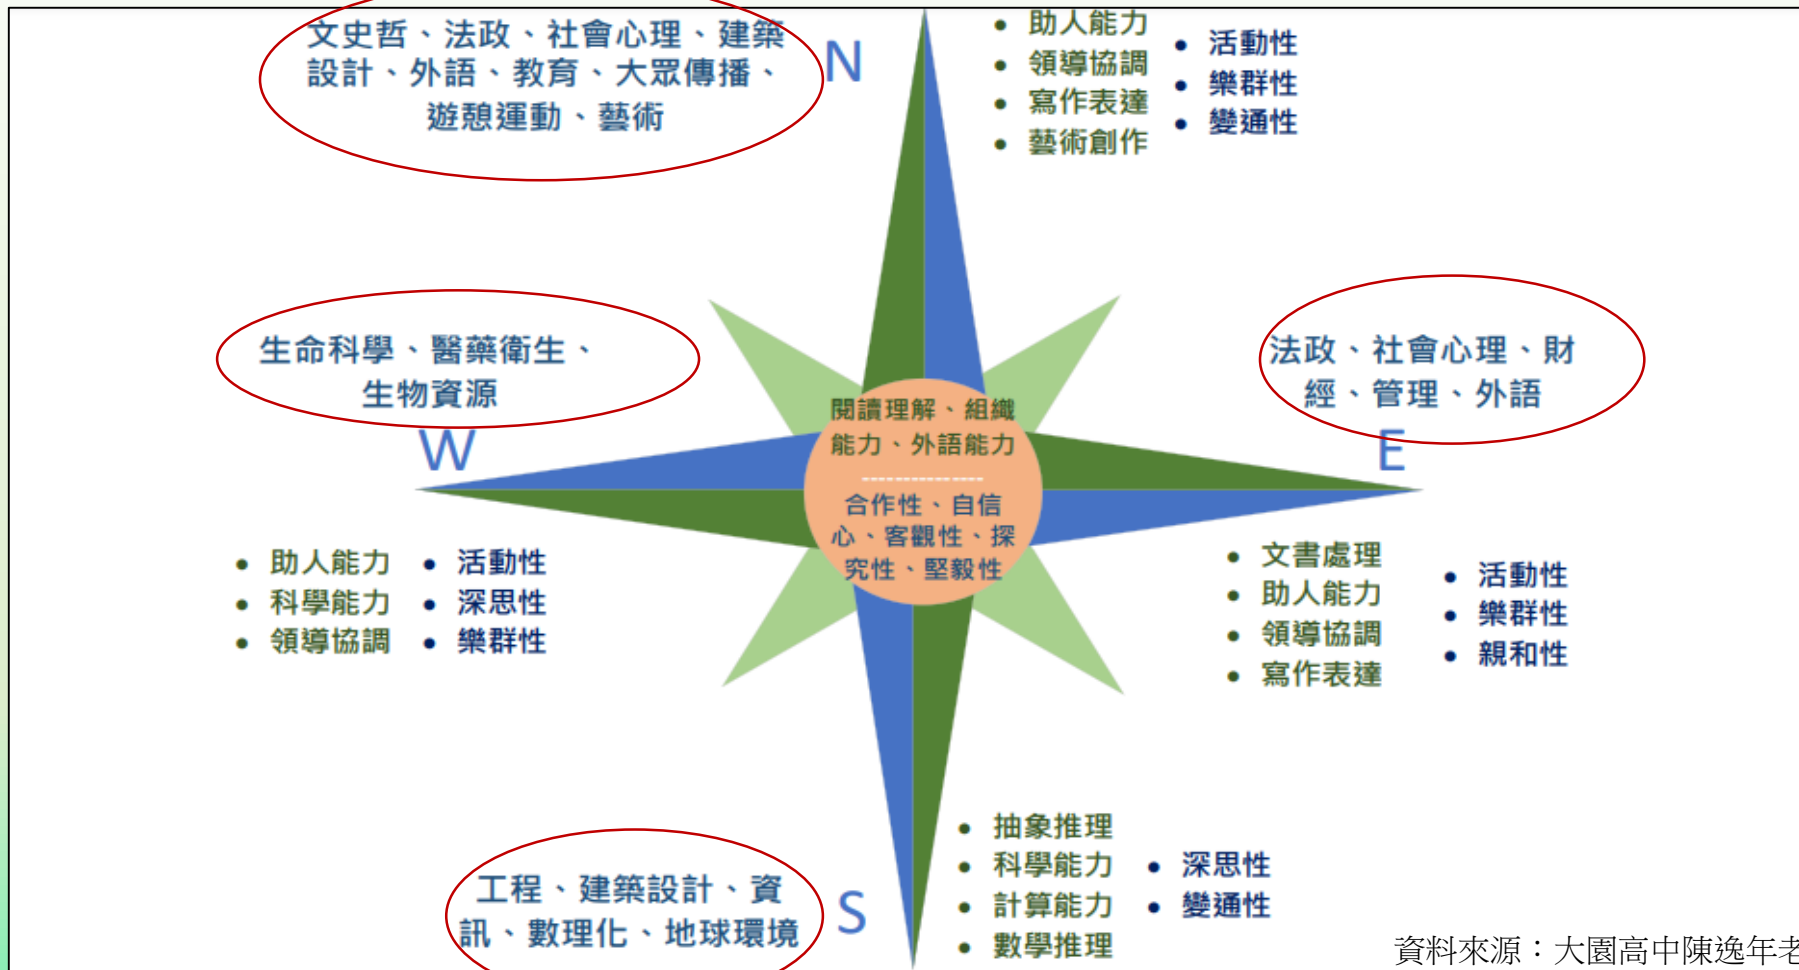 文史哲、法政、社會心理、建築
設計、外語、教育、大眾傳播、
遊憩運動、藝術
N
• 助人能力
• 領導協調
• 寫作表達
• 藝術創作
• 活動性
• 樂群性
• 變通性
生命科學、醫藥衛生、
生物資源
W
• 助人能力
• 科學能力
• 領導協調
• 活動性
• 深思性
• 樂群性
閱讀理解、組織
能力、外語能力
---------------
合作性、自信
心、客觀性、探
究性、堅毅性
法政、社會心理、財
經、管理、外語
E
• 文書處理
• 助人能力
• 領導協調
• 寫作表達
• 活動性
• 樂群性
• 親和性
工程、建築設計、資
訊、數理化、地球環境
S
• 抽象推理
• 科學能力
• 計算能力
• 數學推理
• 深思性
• 變通性
資料來源：大園高中陳逸年老